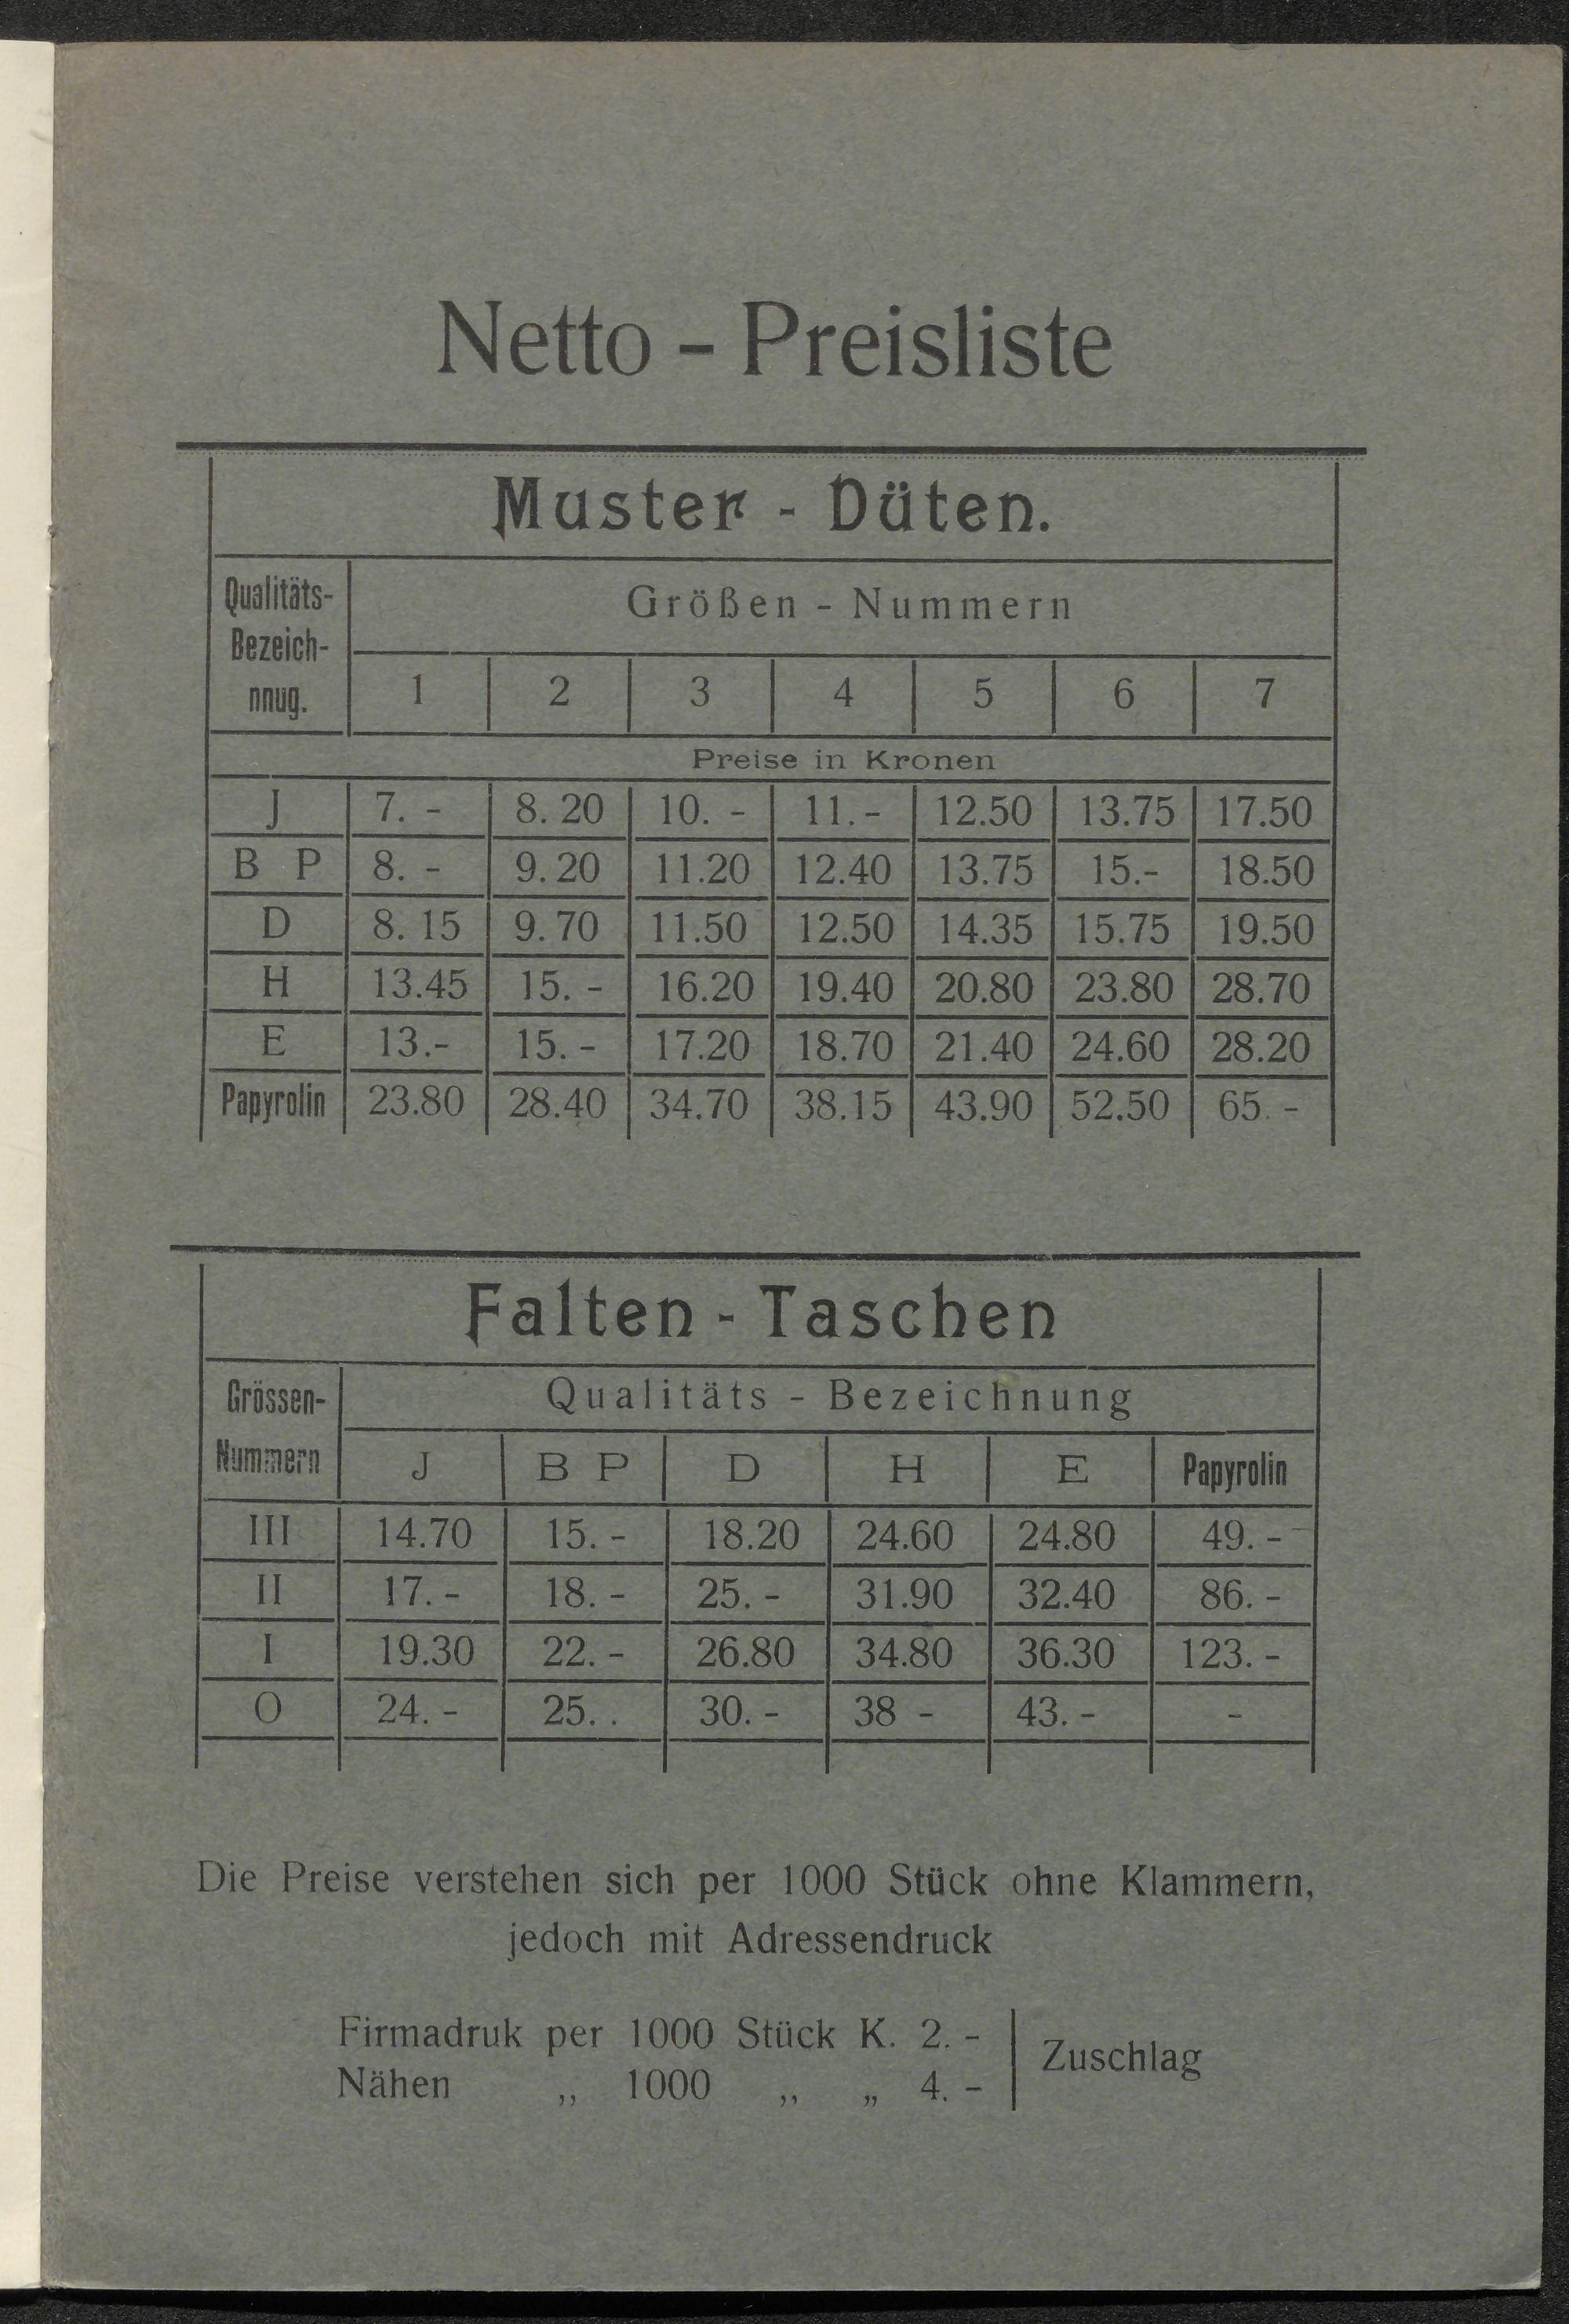 Netto - Preisliste
Muster - Düten.
Qualitäts-
Bezeich-
nnug.
Größen - Nummern
1 2 3 4 5 6 7
Preise in Kronen
J 7. - 8. 20 10. - 11. - 12.50 13.75 17.50
B P 8. - 9. 20 11.20 12.40 13.75 15.- 18.50
D 8. 15 9. 70 11.50 12.50 14.35 15.75 19.50
H 13.45 15. - 16.20 19.40 20.80 23.80 28.70
E 13.- 15. - 17.20 18.70 21.40 24.60 28.20
Papyrolin 23.80 28.40 34.70 38.15 43.90 52.50 65. -
Falten - Taschen
Grössen-
Nummern
Qualitäts - Bezeichnung
J B P D H E Papyrolin
III 14.70 15. - 18.20 24.60 24.80 49. -
II 17. - 18. - 25. - 31.90 32.40 86. -
I 19.30 22. - 26.80 34.80 36.30 123. -
O 24. - 25. . 30. - 38 - 43. - -
Die Preise verstehen sich per 1000 Stück ohne Klammern,
jedoch mit Adressendruck
Firmadruk per 1000 Stück K. 2. -
Nähen ,, 1000 ,, „ 4. -
Zuschlag